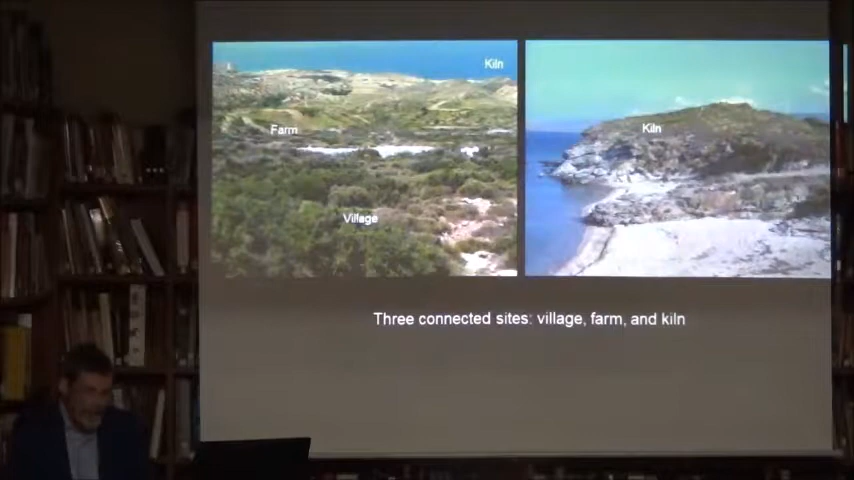 Kiln
Farm
Village
Kiln
Three connected sites: village, farm, and kiln